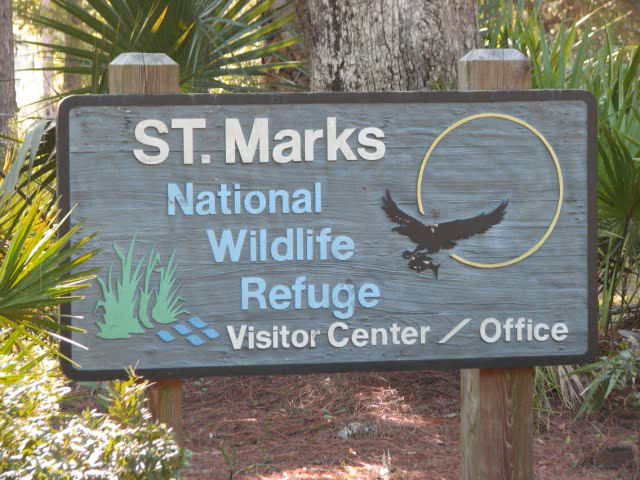 ST. Marks
National
Wildlife
Refuge
Visitor Center / Office